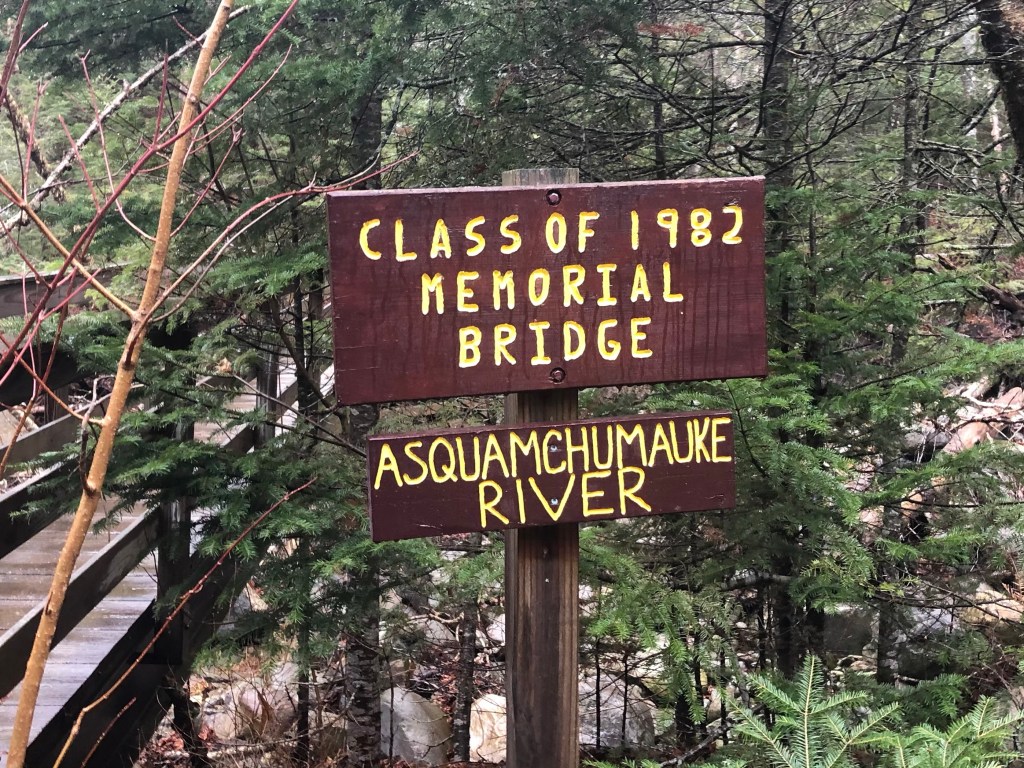 CLASS OF 1982
MEMORIAL
BRIDGE
ASQUAMCHUMAUKE
RIVER